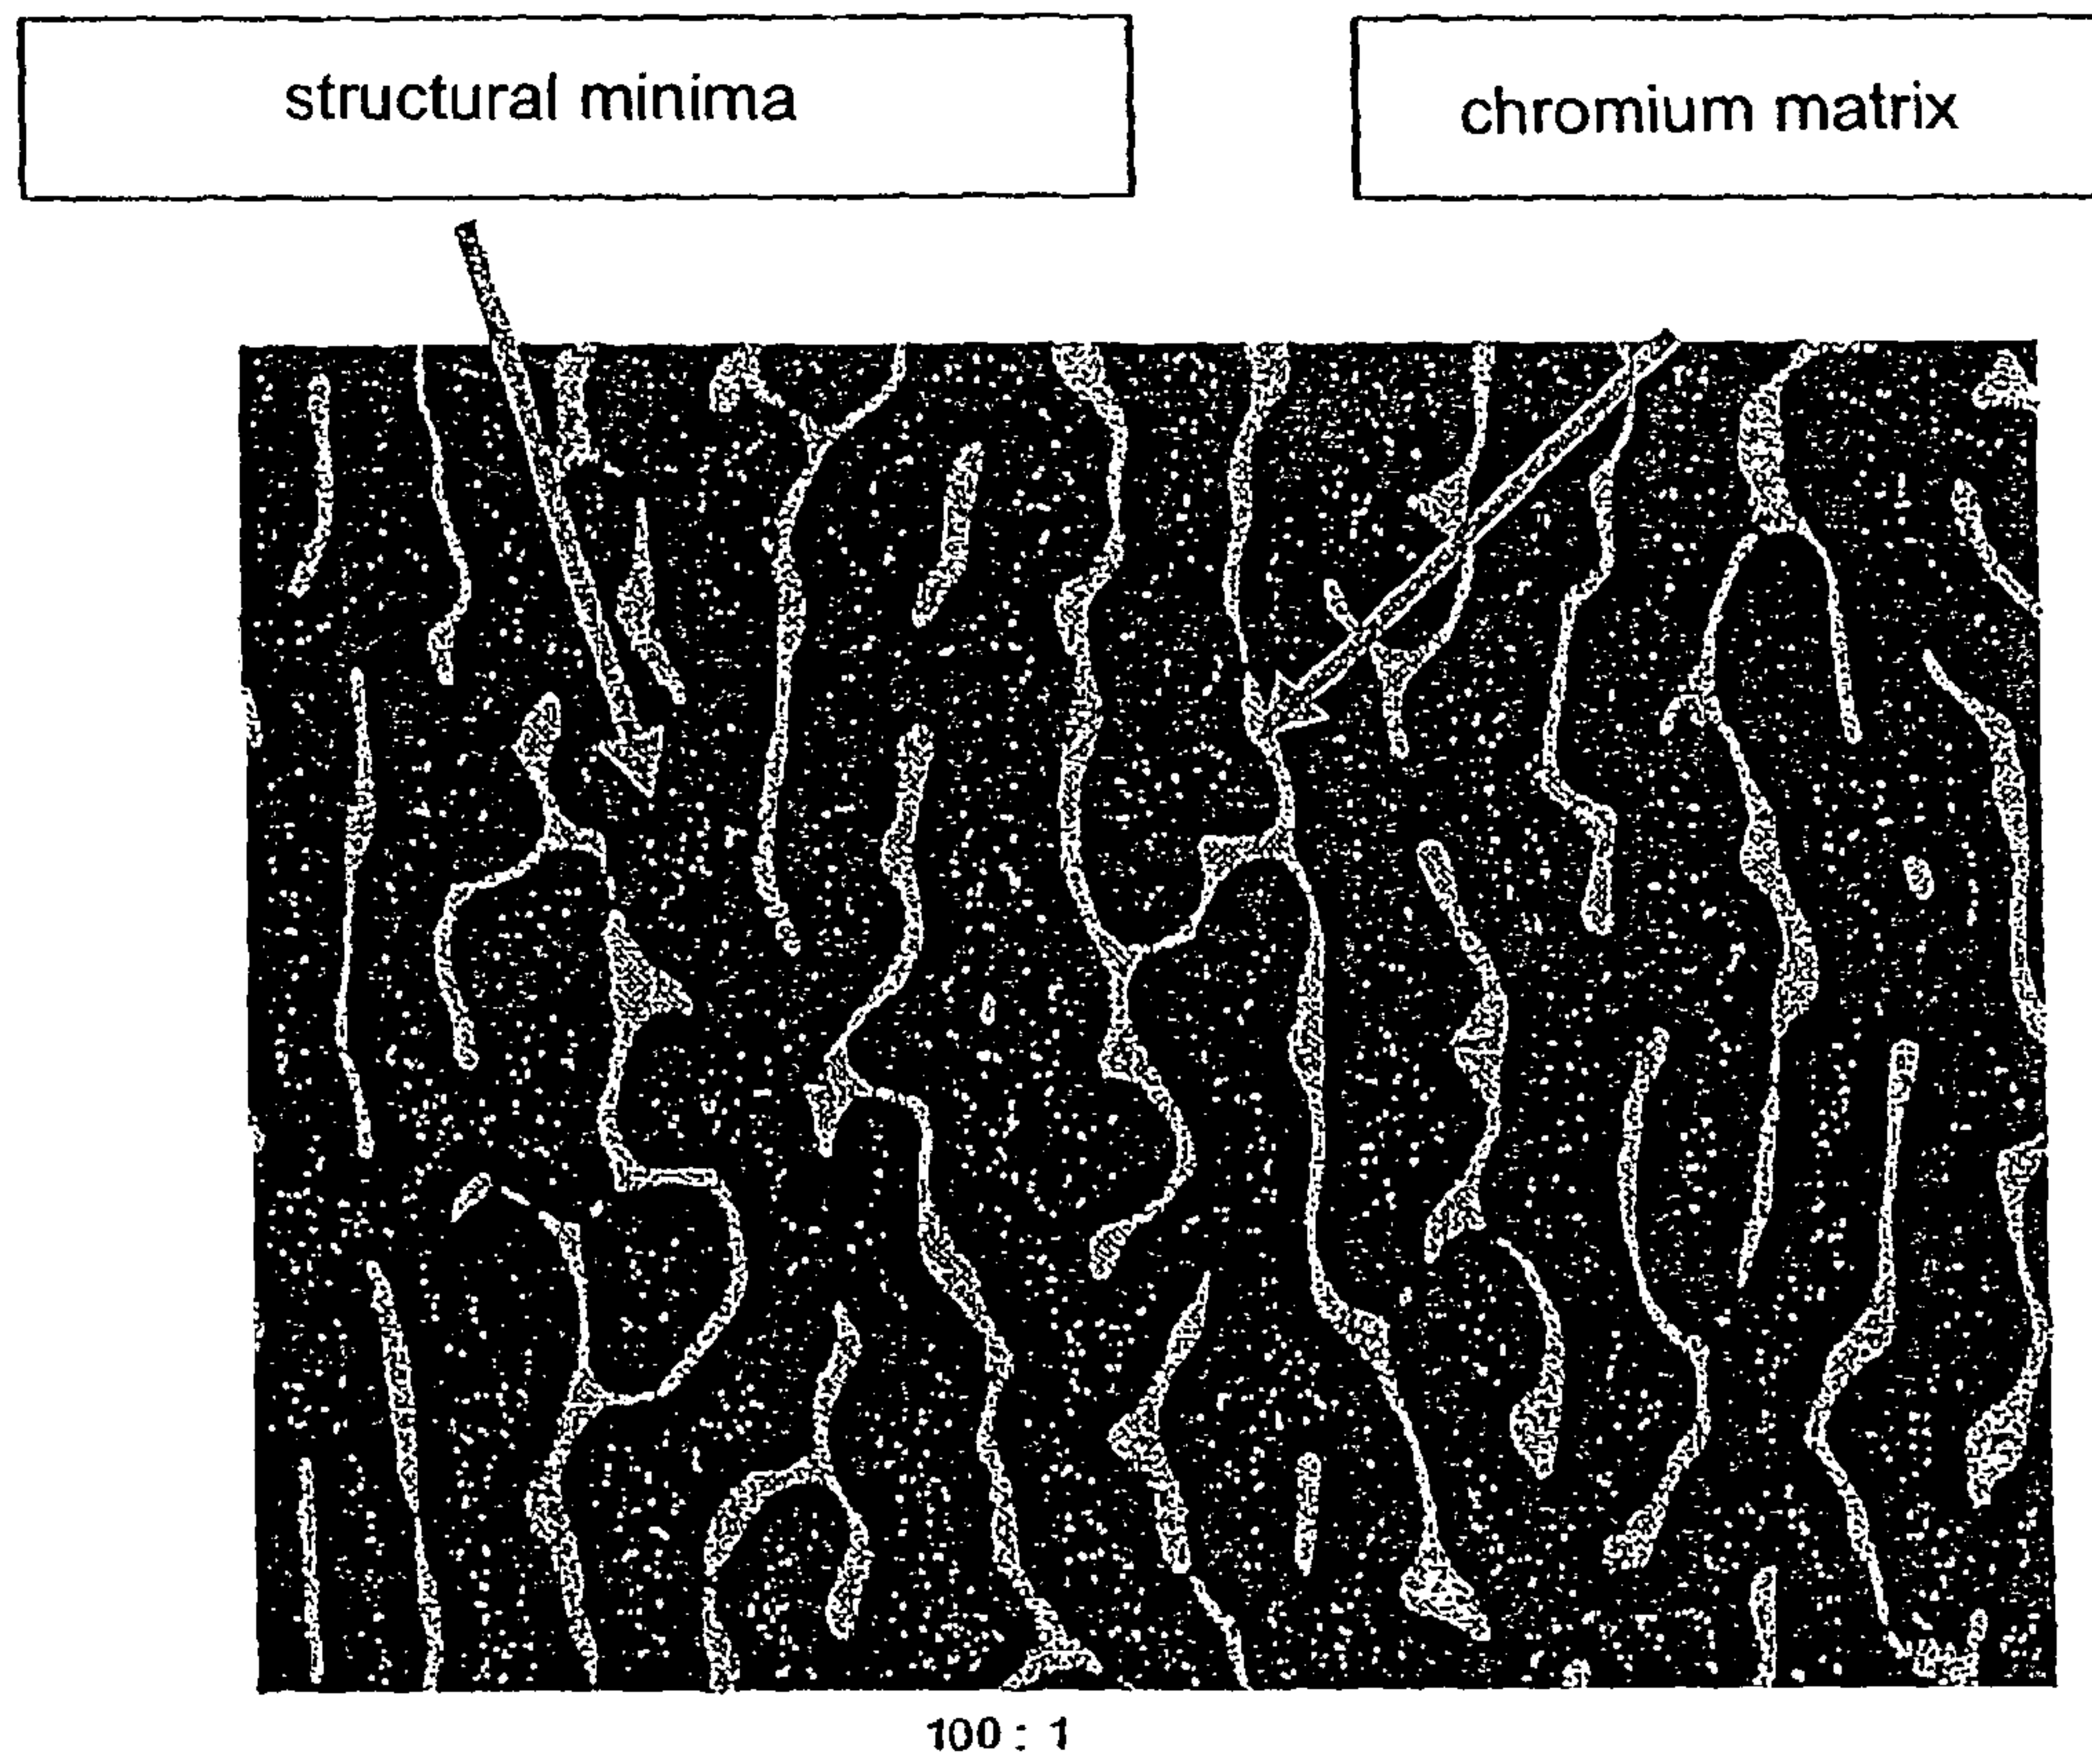 structural minima
chromium matrix
100 : 1